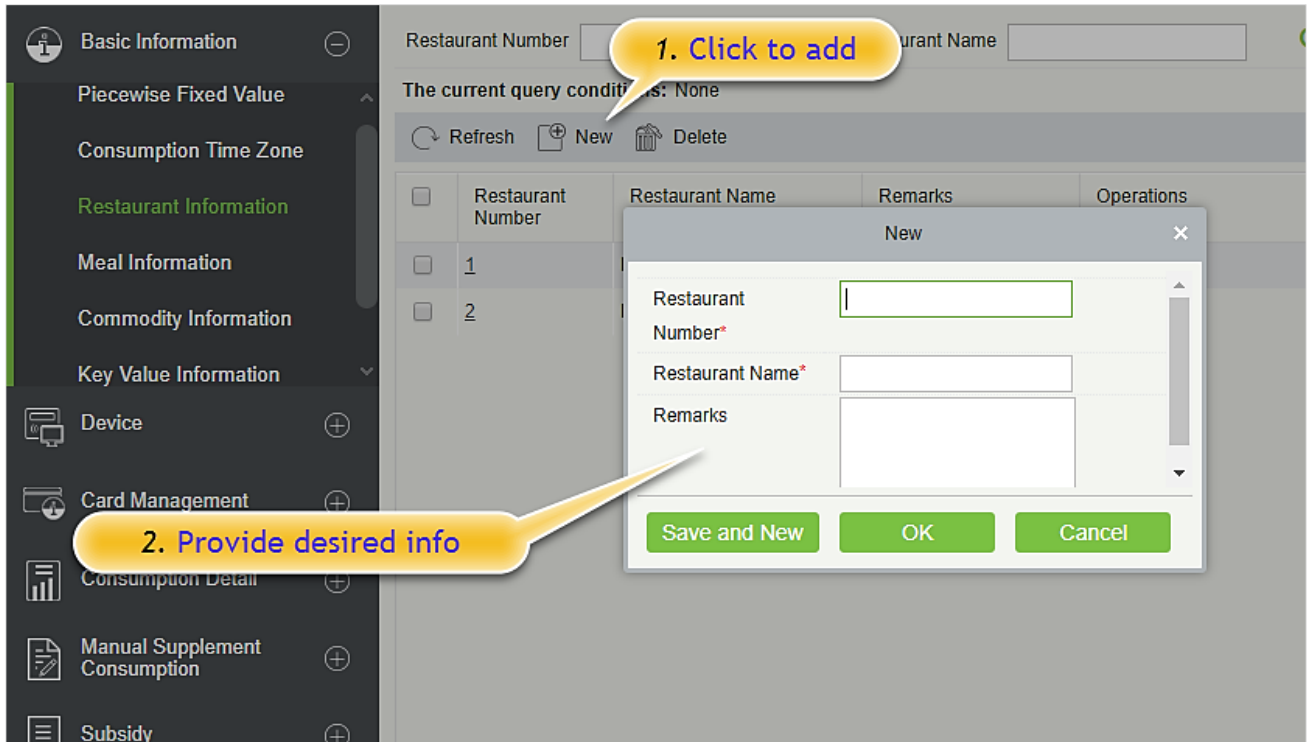 Basic Information
Piecewise Fixed Value
Consumption Time Zone
Restaurant Information
Meal Information
Commodity Information
Key Value Information
Device
Card Management
2. Provide desired info
Consumption Detail
Manual Supplement
Consumption
Subsidy
Restaurant Number
1. Click to add
urant Name
The current query conditi s: None
Refresh New Delete
Restaurant
Number
Restaurant Name Remarks Operations
1
2
New
Restaurant
Number*
Restaurant Name*
Remarks
Save and New OK Cancel